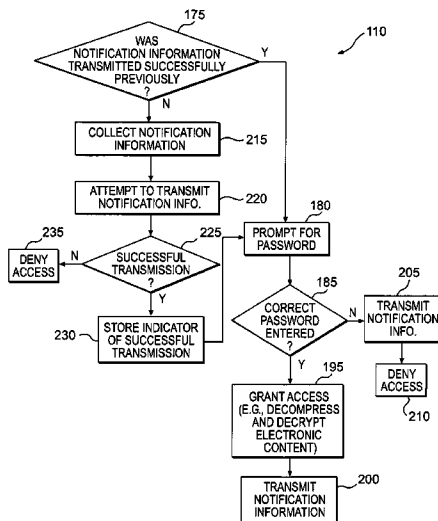 175
110
WAS
NOTIFICATION INFORMATION
TRANSMITTED SUCCESSFULLY
PREVIOUSLY
?
Y
N
COLLECT NOTIFICATION
INFORMATION
215
ATTEMPT TO TRANSMIT
NOTIFICATION INFO.
220
180
PROMPT FOR
PASSWORD
235
DENY
ACCESS
N
225
SUCCESSFUL
TRANSMISSION
?
Y
230
STORE INDICATOR
OF SUCCESSFUL
TRANSMISSION
185
CORRECT
PASSWORD
ENTERED
?
N
Y
205
TRANSMIT
NOTIFICATION
INFO.
DENY
ACCESS
210
195
GRANT ACCESS
(E.G., DECOMPRESS
AND DECRYPT
ELECTRONIC
CONTENT)
200
TRANSMIT
NOTIFICATION
INFORMATION